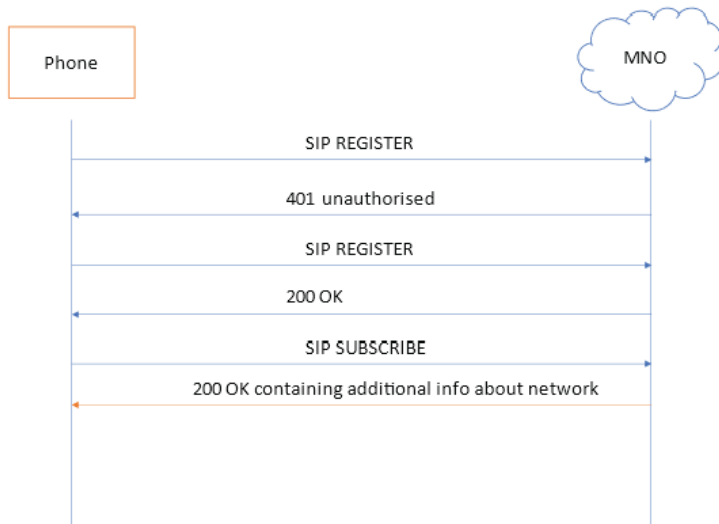 Phone
MNO
SIP REGISTER
401 unauthorised
SIP REGISTER
200 OK
SIP SUBSCRIBE
200 OK containing additional info about network